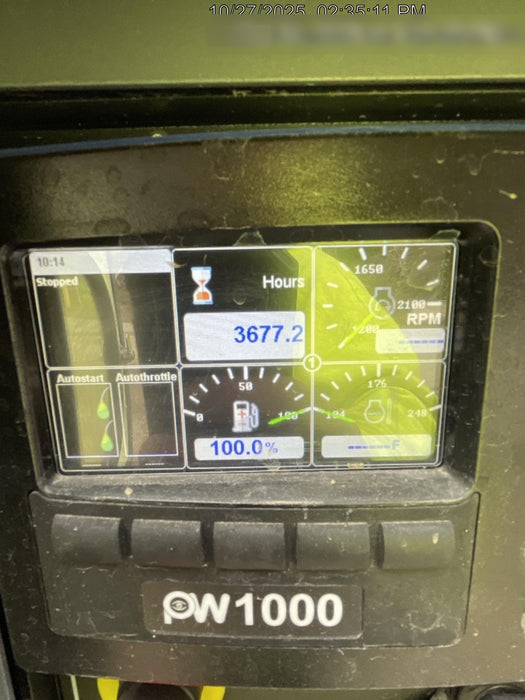 10/27/2025 02:35:11 PM
10:14
Stopped
Hours
3677.2
1650
2100
RPM
1
Autostart
Autothrottle
50
0
100
100.0%
176
124
248
F
PW1000